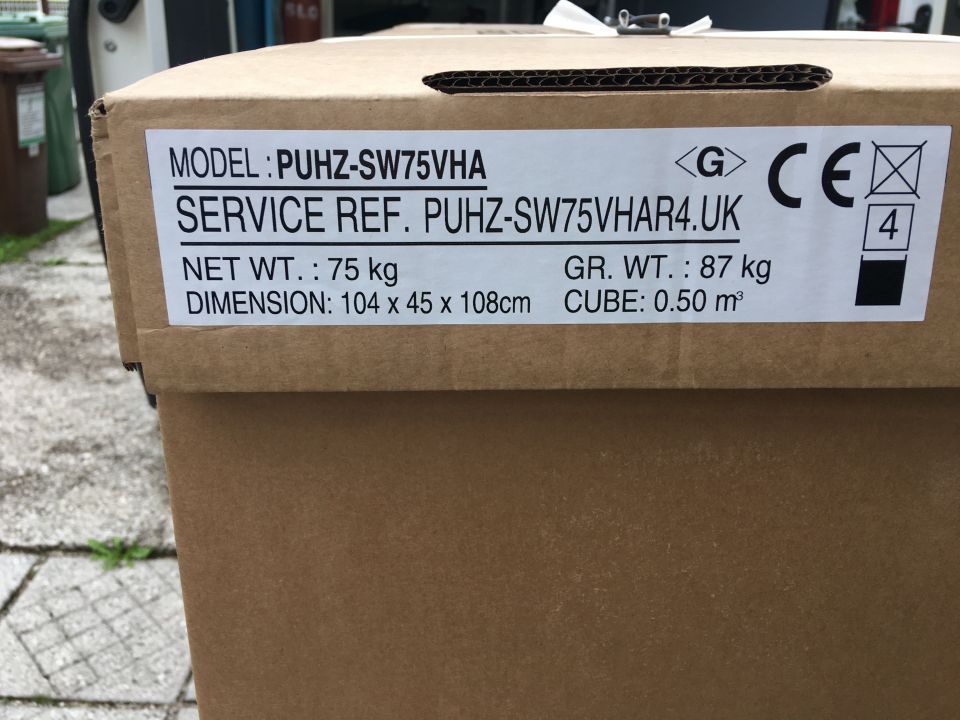 MODEL : PUHZ-SW75VHA <G> CE
SERVICE REF. PUHZ-SW75VHAR4.UK 4
NET WT. : 75 kg GR. WT. : 87 kg
DIMENSION: 104 x 45 x 108cm CUBE: 0.50 m³